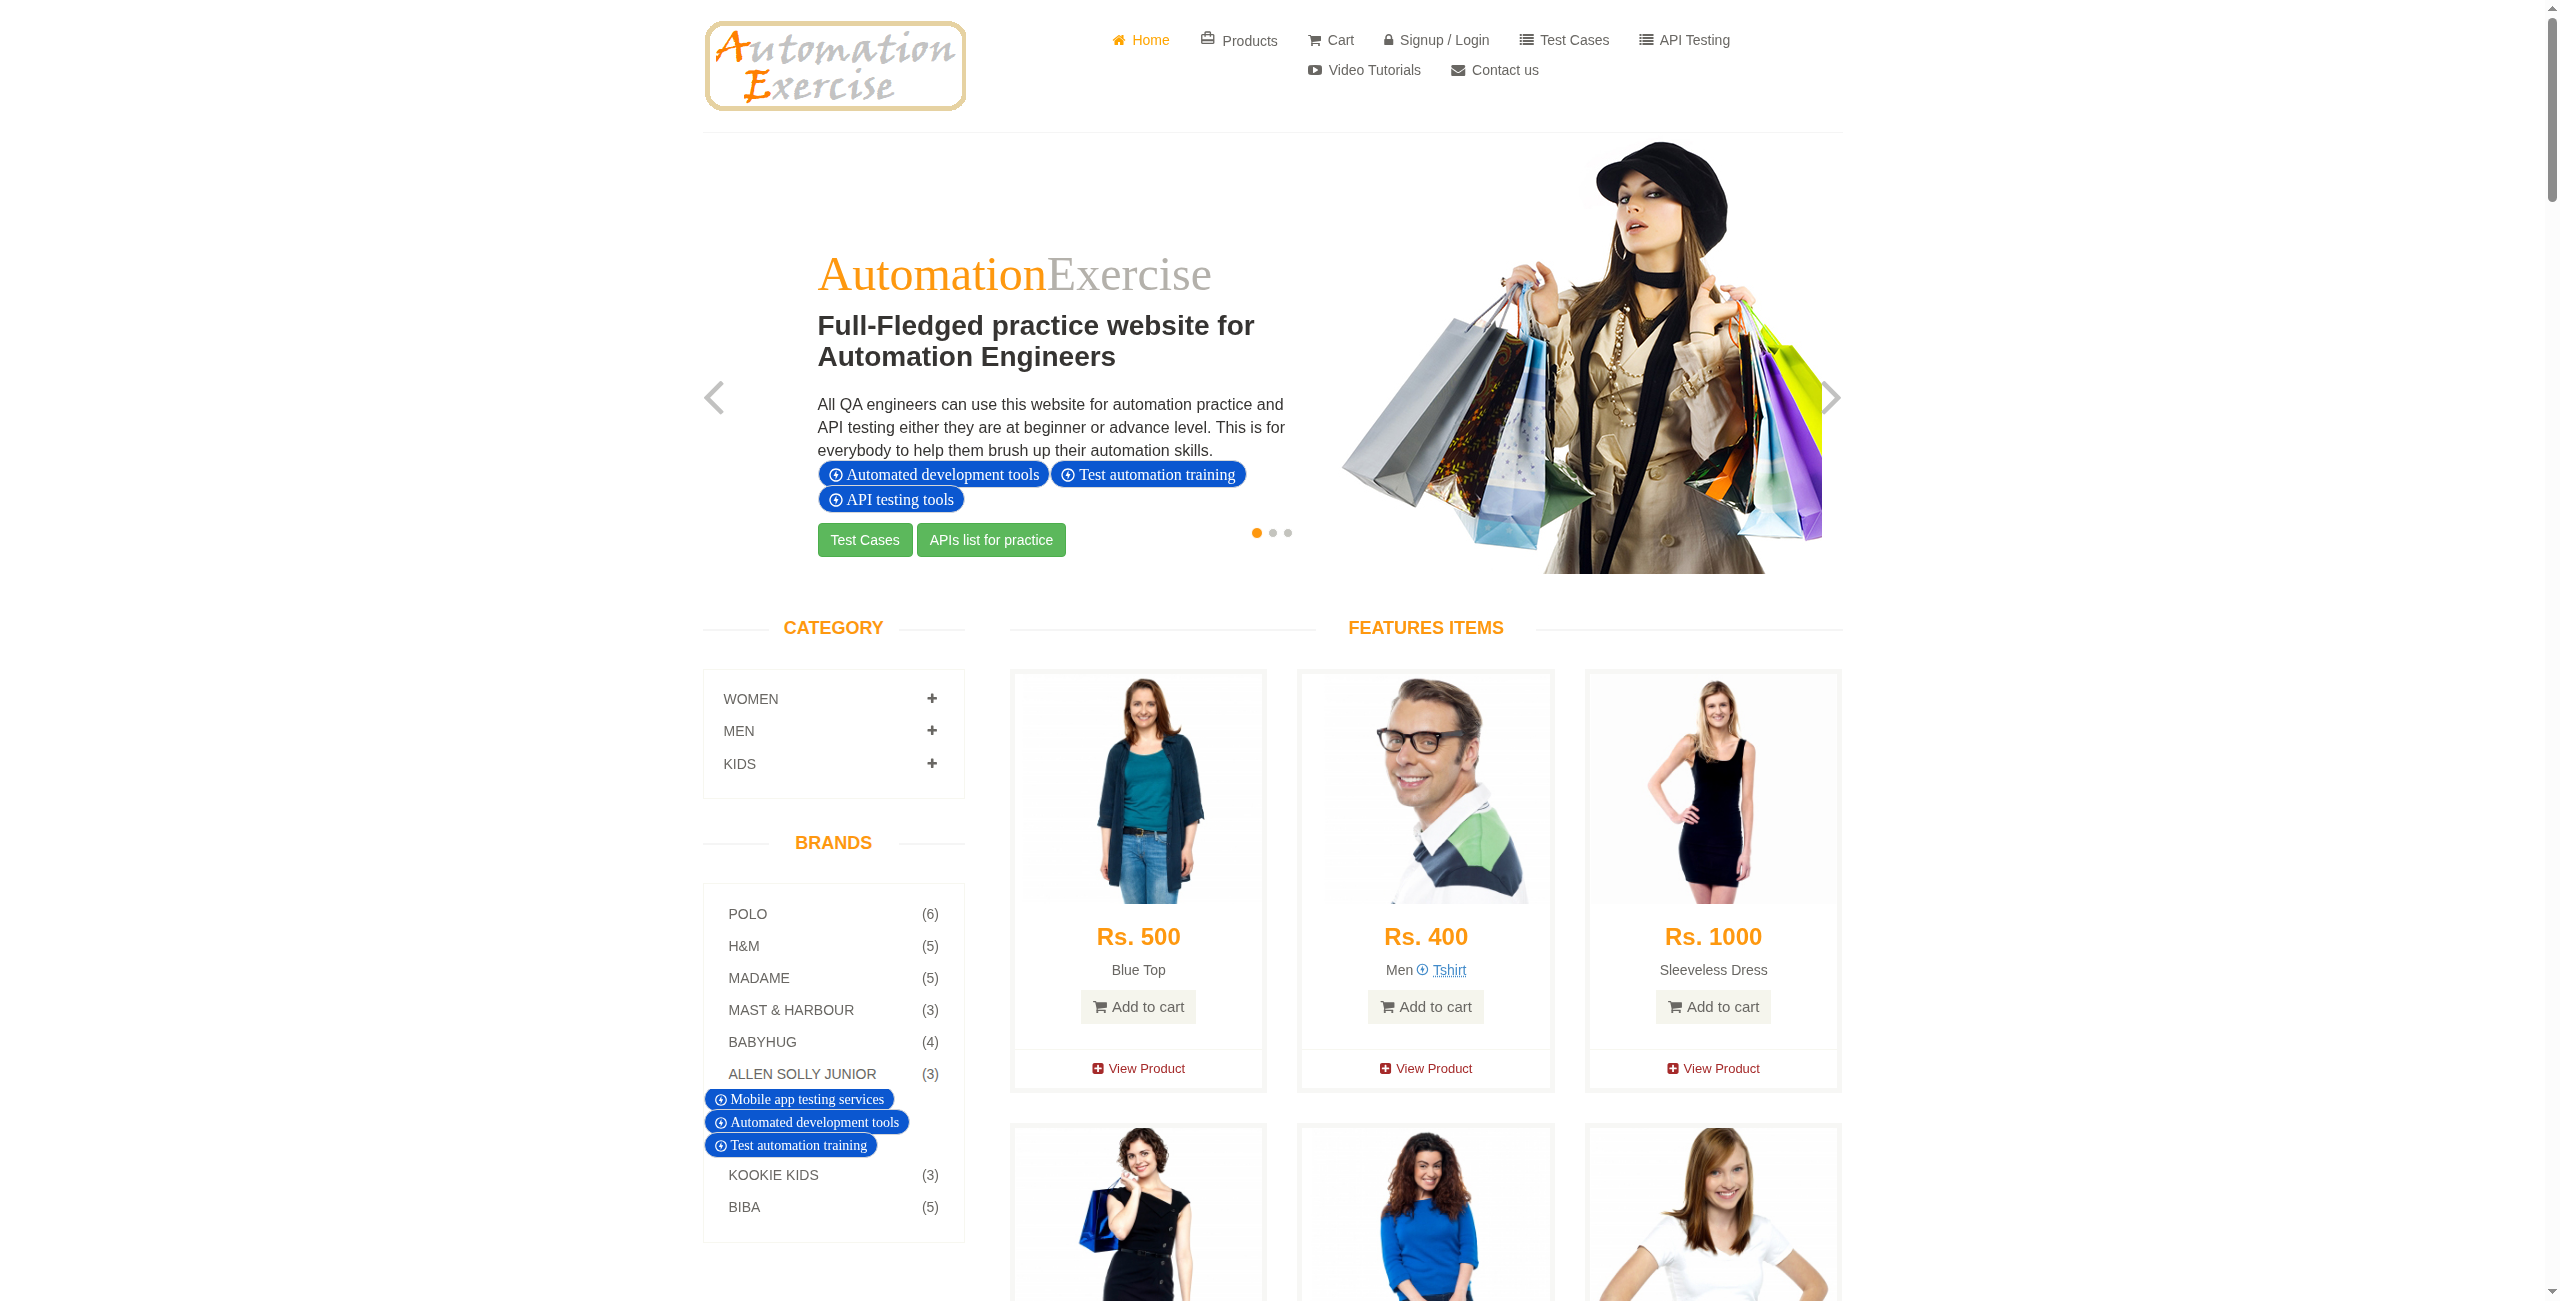 Automation
Exercise
Home
Products
Cart
Signup / Login
Test Cases
API Testing
Video Tutorials
Contact us
AutomationExercise
Full-Fledged practice website for
Automation Engineers
All QA engineers can use this website for automation practice and
API testing either they are at beginner or advance level. This is for
everybody to help them brush up their automation skills.
Automated development tools
Test automation training
API testing tools
Test Cases
APIs list for practice
CATEGORY
WOMEN
MEN
KIDS
BRANDS
POLO (6)
H&M (5)
MADAME (5)
MAST & HARBOUR (3)
BABYHUG (4)
ALLEN SOLLY JUNIOR (3)
Mobile app testing services
Automated development tools
Test automation training
KOOKIE KIDS (3)
BIBA (5)
FEATURES ITEMS
Rs. 500
Blue Top
Add to cart
View Product
Rs. 400
Men Tshirt
Add to cart
View Product
Rs. 1000
Sleeveless Dress
Add to cart
View Product